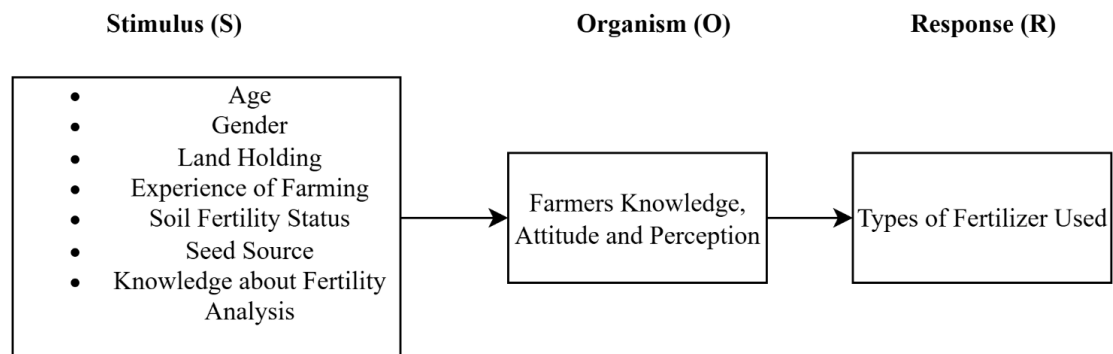 Stimulus (S)
Organism (O)
Response (R)
• Age
• Gender
• Land Holding
• Experience of Farming
• Soil Fertility Status
• Seed Source
• Knowledge about Fertility
Analysis
Farmers Knowledge,
Attitude and Perception
Types of Fertilizer Used